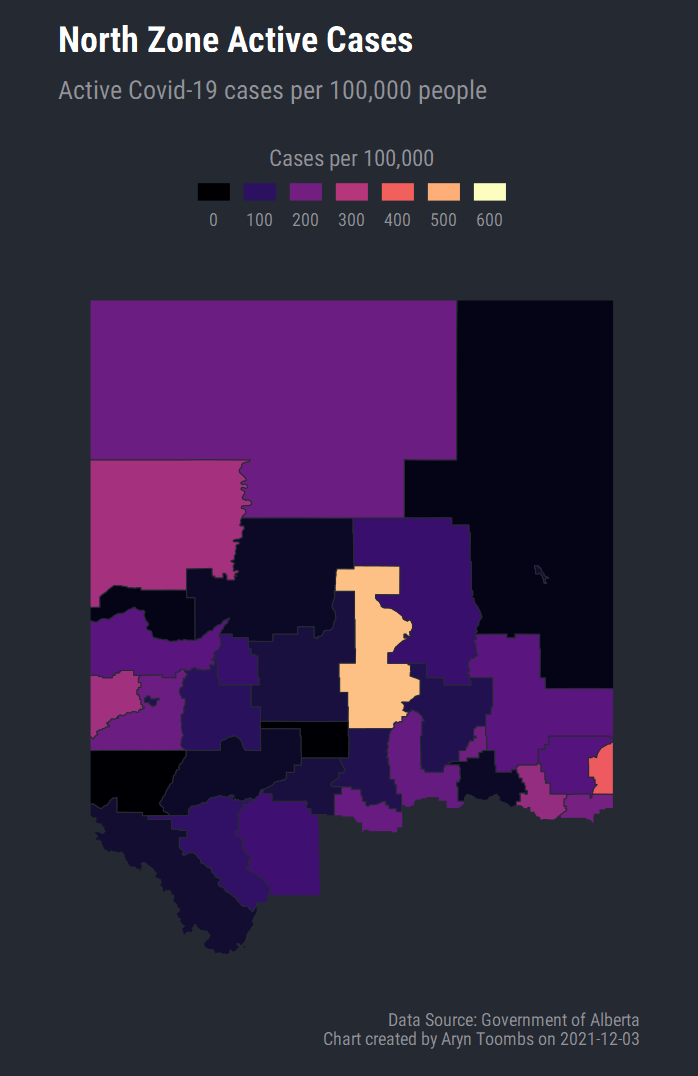 North Zone Active Cases
Active Covid-19 cases per 100,000 people
Cases per 100,000
0 100 200 300 400 500 600
Data Source: Government of Alberta
Chart created by Aryn Toombs on 2021-12-03